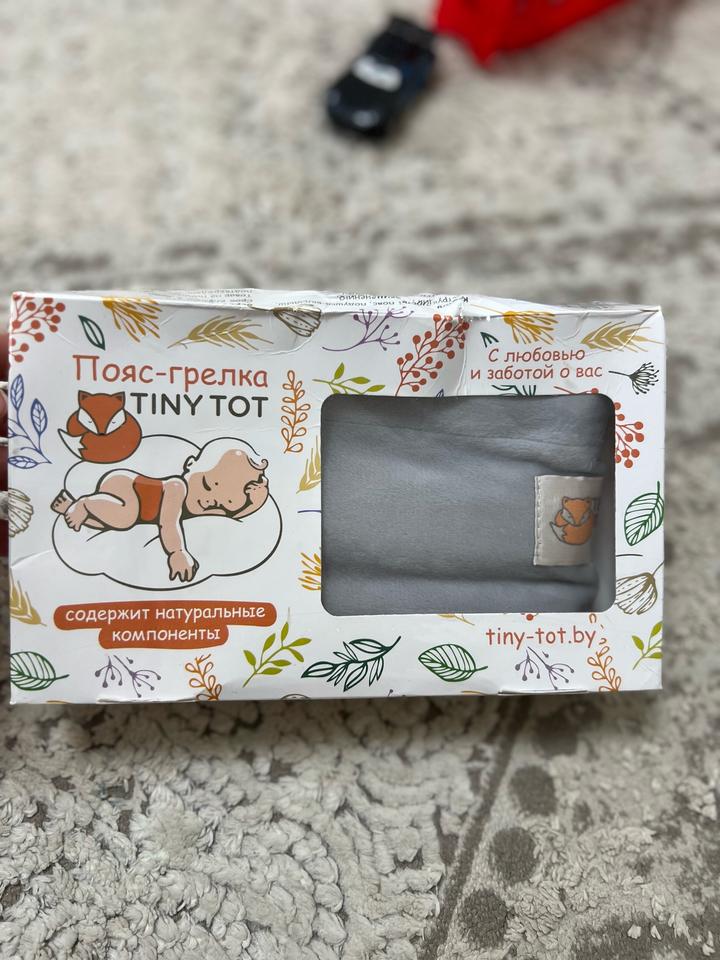 Пояс-грелка
TINY TOT
С любовью
и заботой о вас
содержит натуральные
компоненты
tiny-tot.by